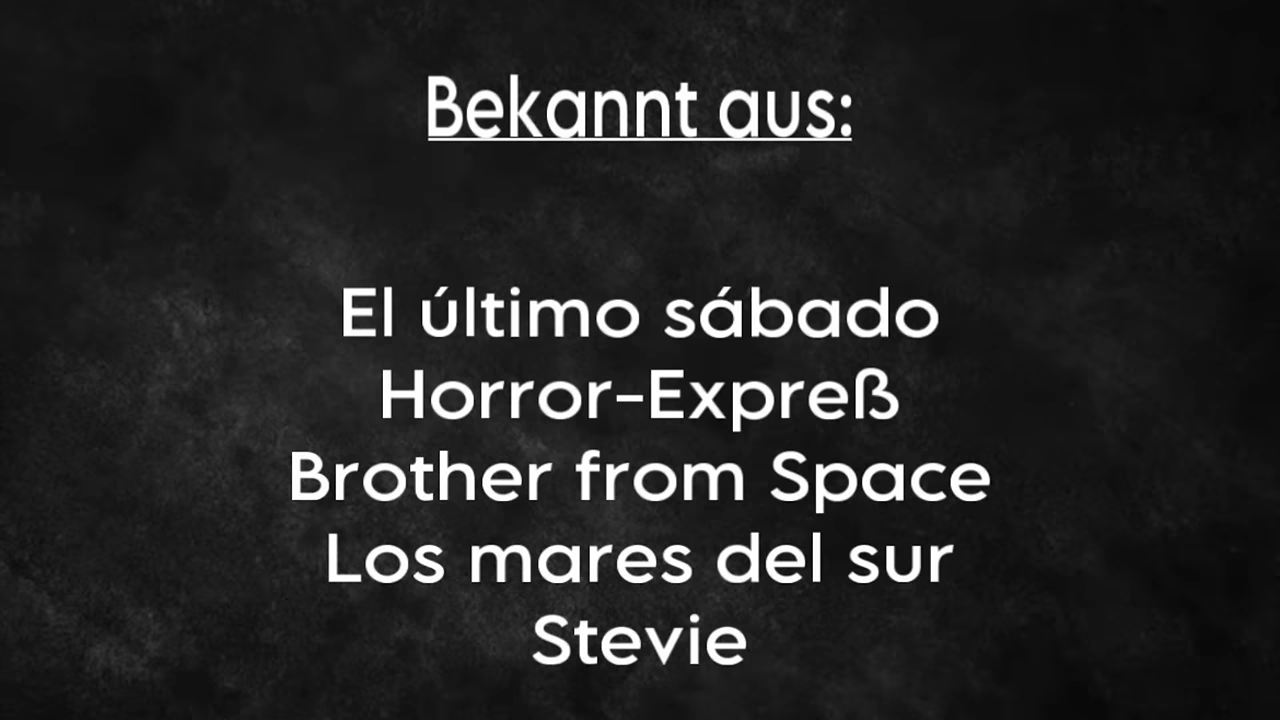 Bekannt aus:
El último sábado
Horror-Expreß
Brother from Space
Los mares del sur
Stevie